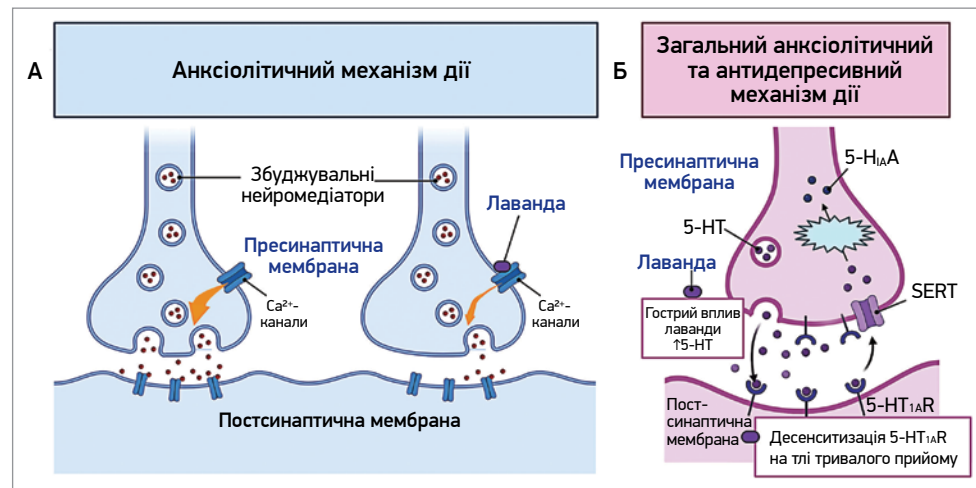 А
Анксіолітичний механізм дії
Збуджувальні
нейромедіатори
Лаванда
Пресинаптична
мембрана
Ca²⁺-
канали
Ca²⁺-
канали
Постсинаптична мембрана
Б
Загальний анксіолітичний
та антидепресивний
механізм дії
Пресинаптична
мембрана
5-HIAA
5-HT
Лаванда
SERT
Гострий вплив
лаванди
↑5-HT
5-HT1AR
Пост-
синаптична
мембрана
Десенситизація 5-HT1AR
на тлі тривалого прийому